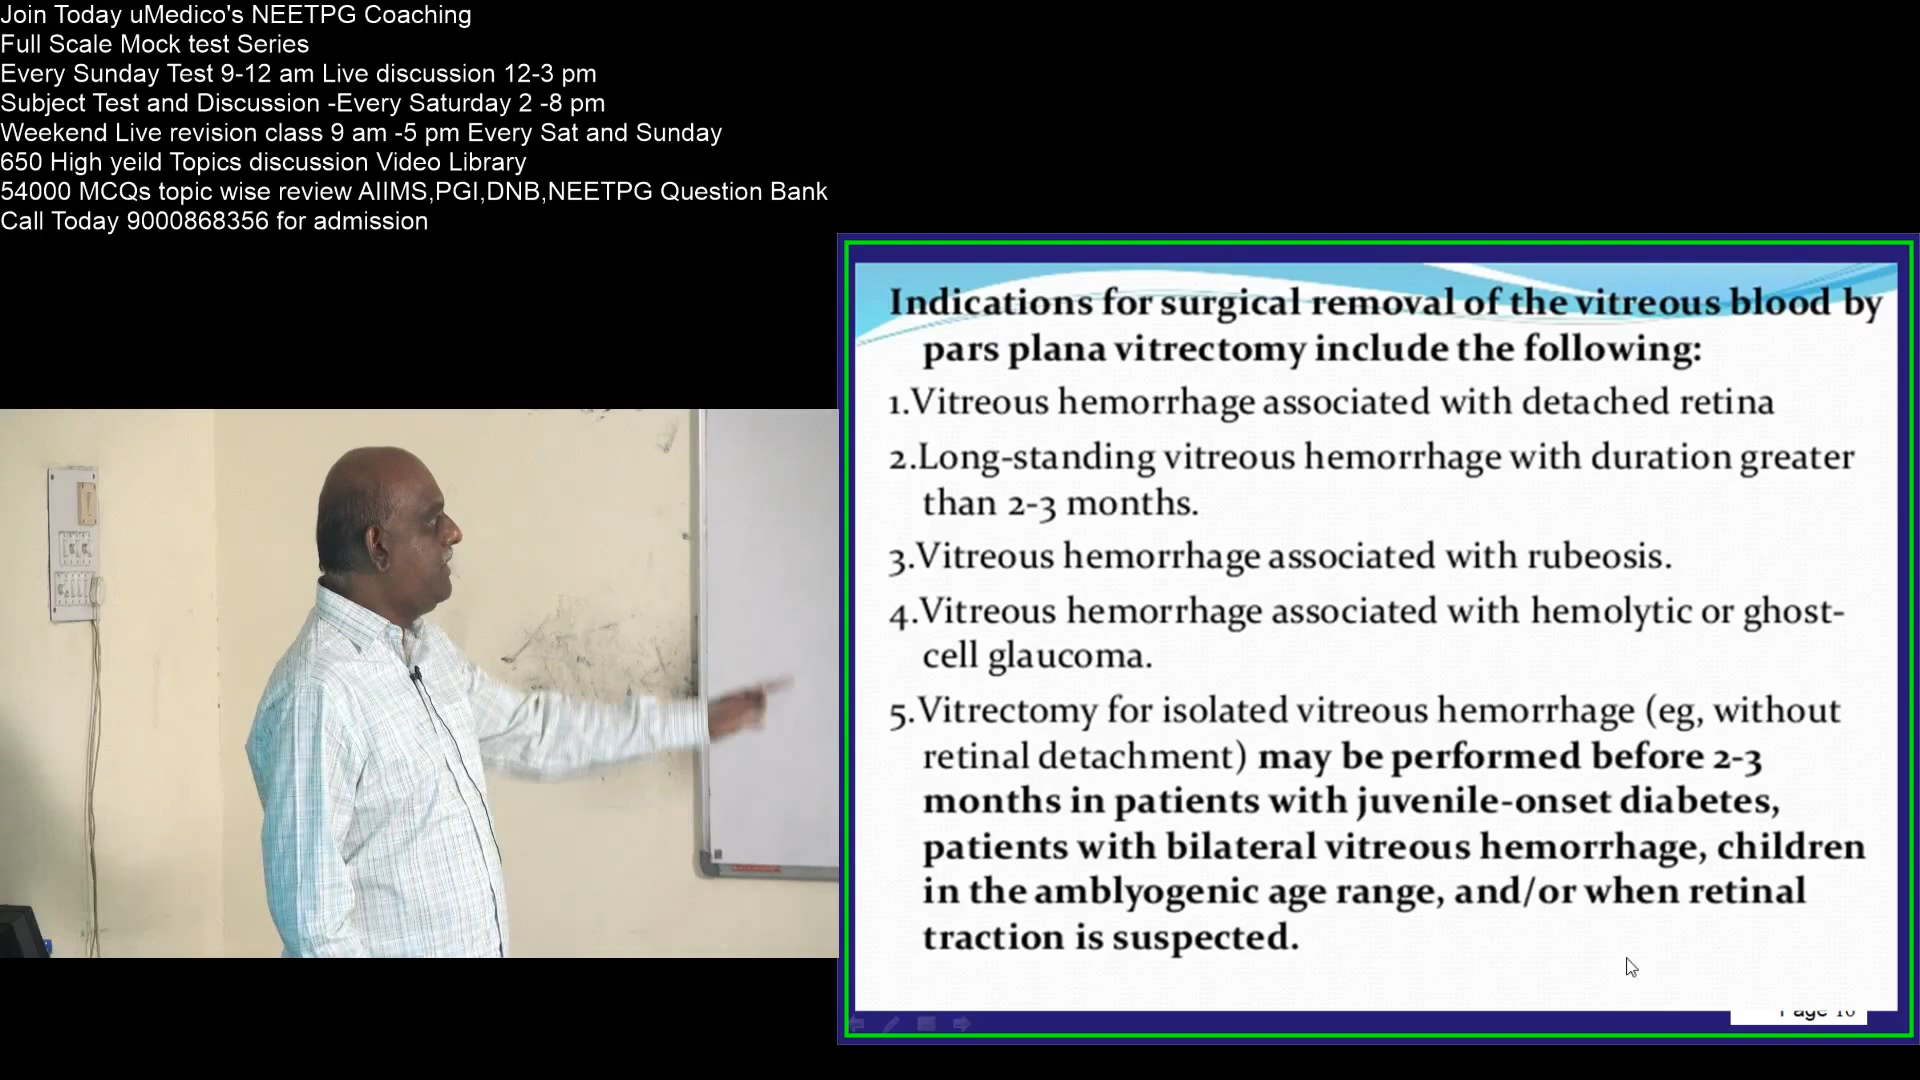 Join Today uMedico's NEETPG Coaching
Full Scale Mock test Series
Every Sunday Test 9-12 am Live discussion 12-3 pm
Subject Test and Discussion -Every Saturday 2 -8 pm
Weekend Live revision class 9 am -5 pm Every Sat and Sunday
650 High yeild Topics discussion Video Library
54000 MCQs topic wise review AIIMS,PGI,DNB,NEETPG Question Bank
Call Today 9000868356 for admission
Indications for surgical removal of the vitreous blood by
pars plana vitrectomy include the following:
1.Vitreous hemorrhage associated with detached retina
2.Long-standing vitreous hemorrhage with duration greater
than 2-3 months.
3.Vitreous hemorrhage associated with rubeosis.
4.Vitreous hemorrhage associated with hemolytic or ghost-
cell glaucoma.
5.Vitrectomy for isolated vitreous hemorrhage (eg, without
retinal detachment) may be performed before 2-3
months in patients with juvenile-onset diabetes,
patients with bilateral vitreous hemorrhage, children
in the amblyogenic age range, and/or when retinal
traction is suspected.
Page 16